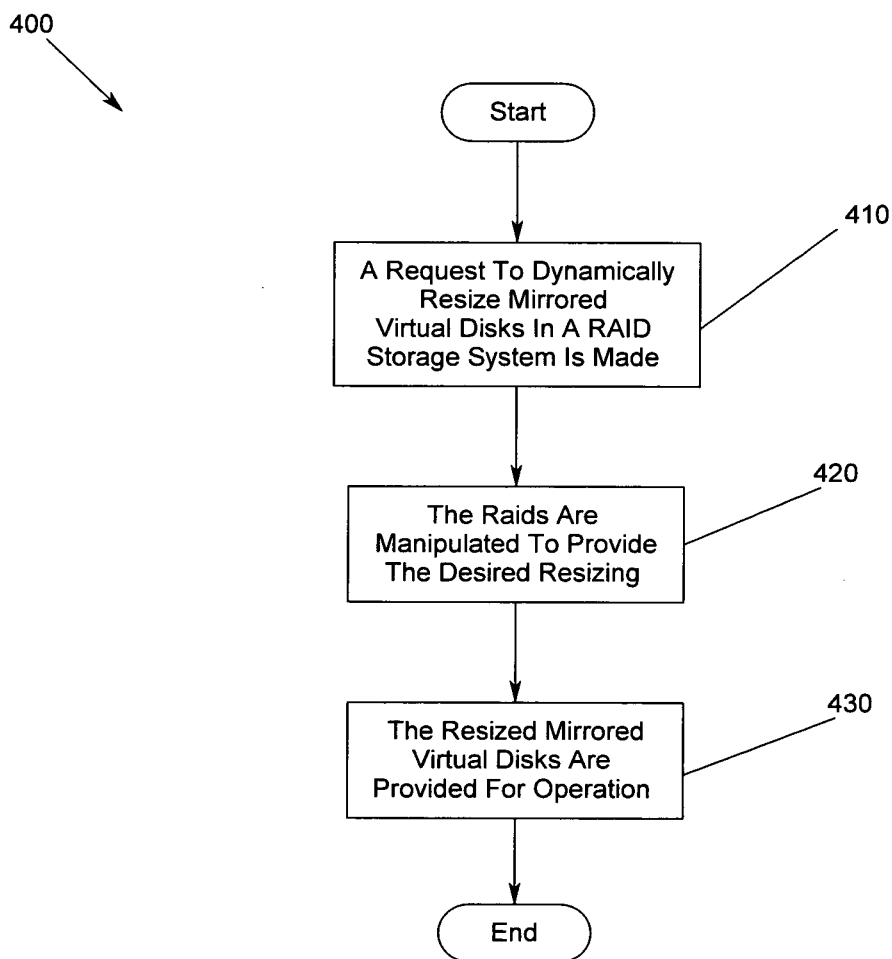 400
Start
410
A Request To Dynamically
Resize Mirrored
Virtual Disks In A RAID
Storage System Is Made
420
The Raids Are
Manipulated To Provide
The Desired Resizing
430
The Resized Mirrored
Virtual Disks Are
Provided For Operation
End